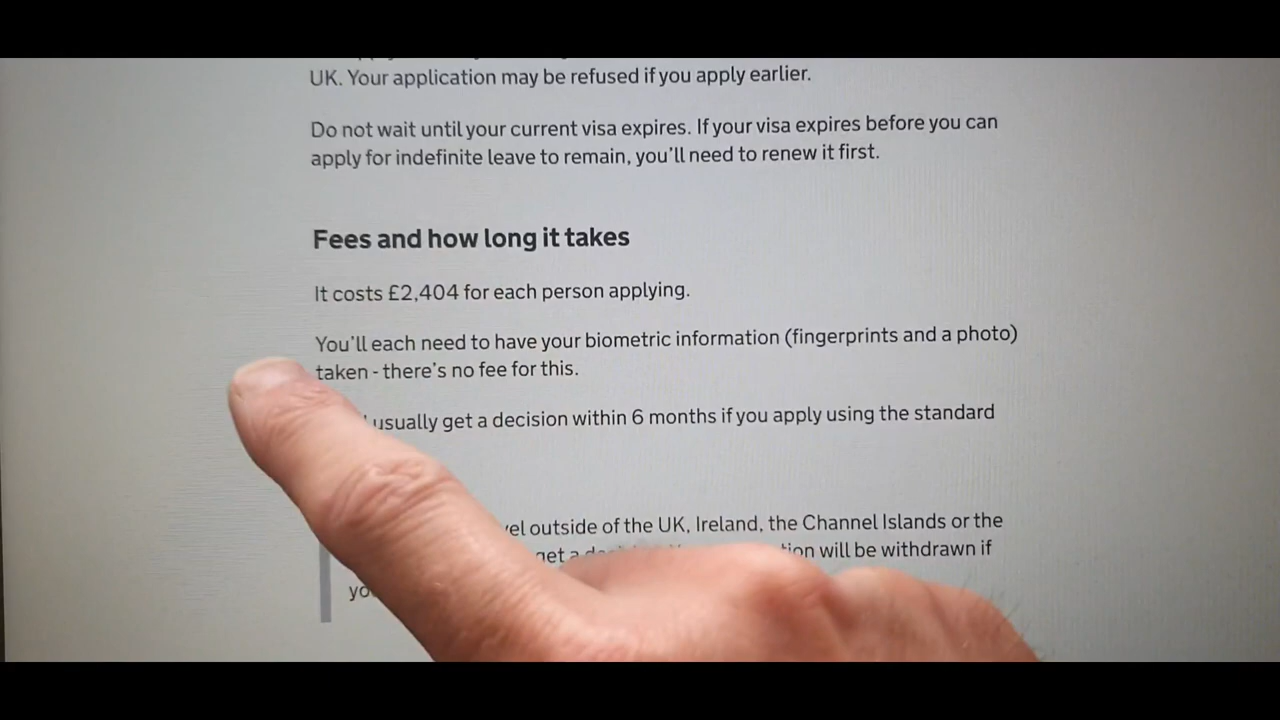 UK. Your application may be refused if you apply earlier.
Do not wait until your current visa expires. If your visa expires before you can
apply for indefinite leave to remain, you'll need to renew it first.
Fees and how long it takes
It costs £2,404 for each person applying.
You'll each need to have your biometric information (fingerprints and a photo)
taken - there's no fee for this.
usually get a decision within 6 months if you apply using the standard
outside of the UK, Ireland, the Channel Islands or the
will be withdrawn if